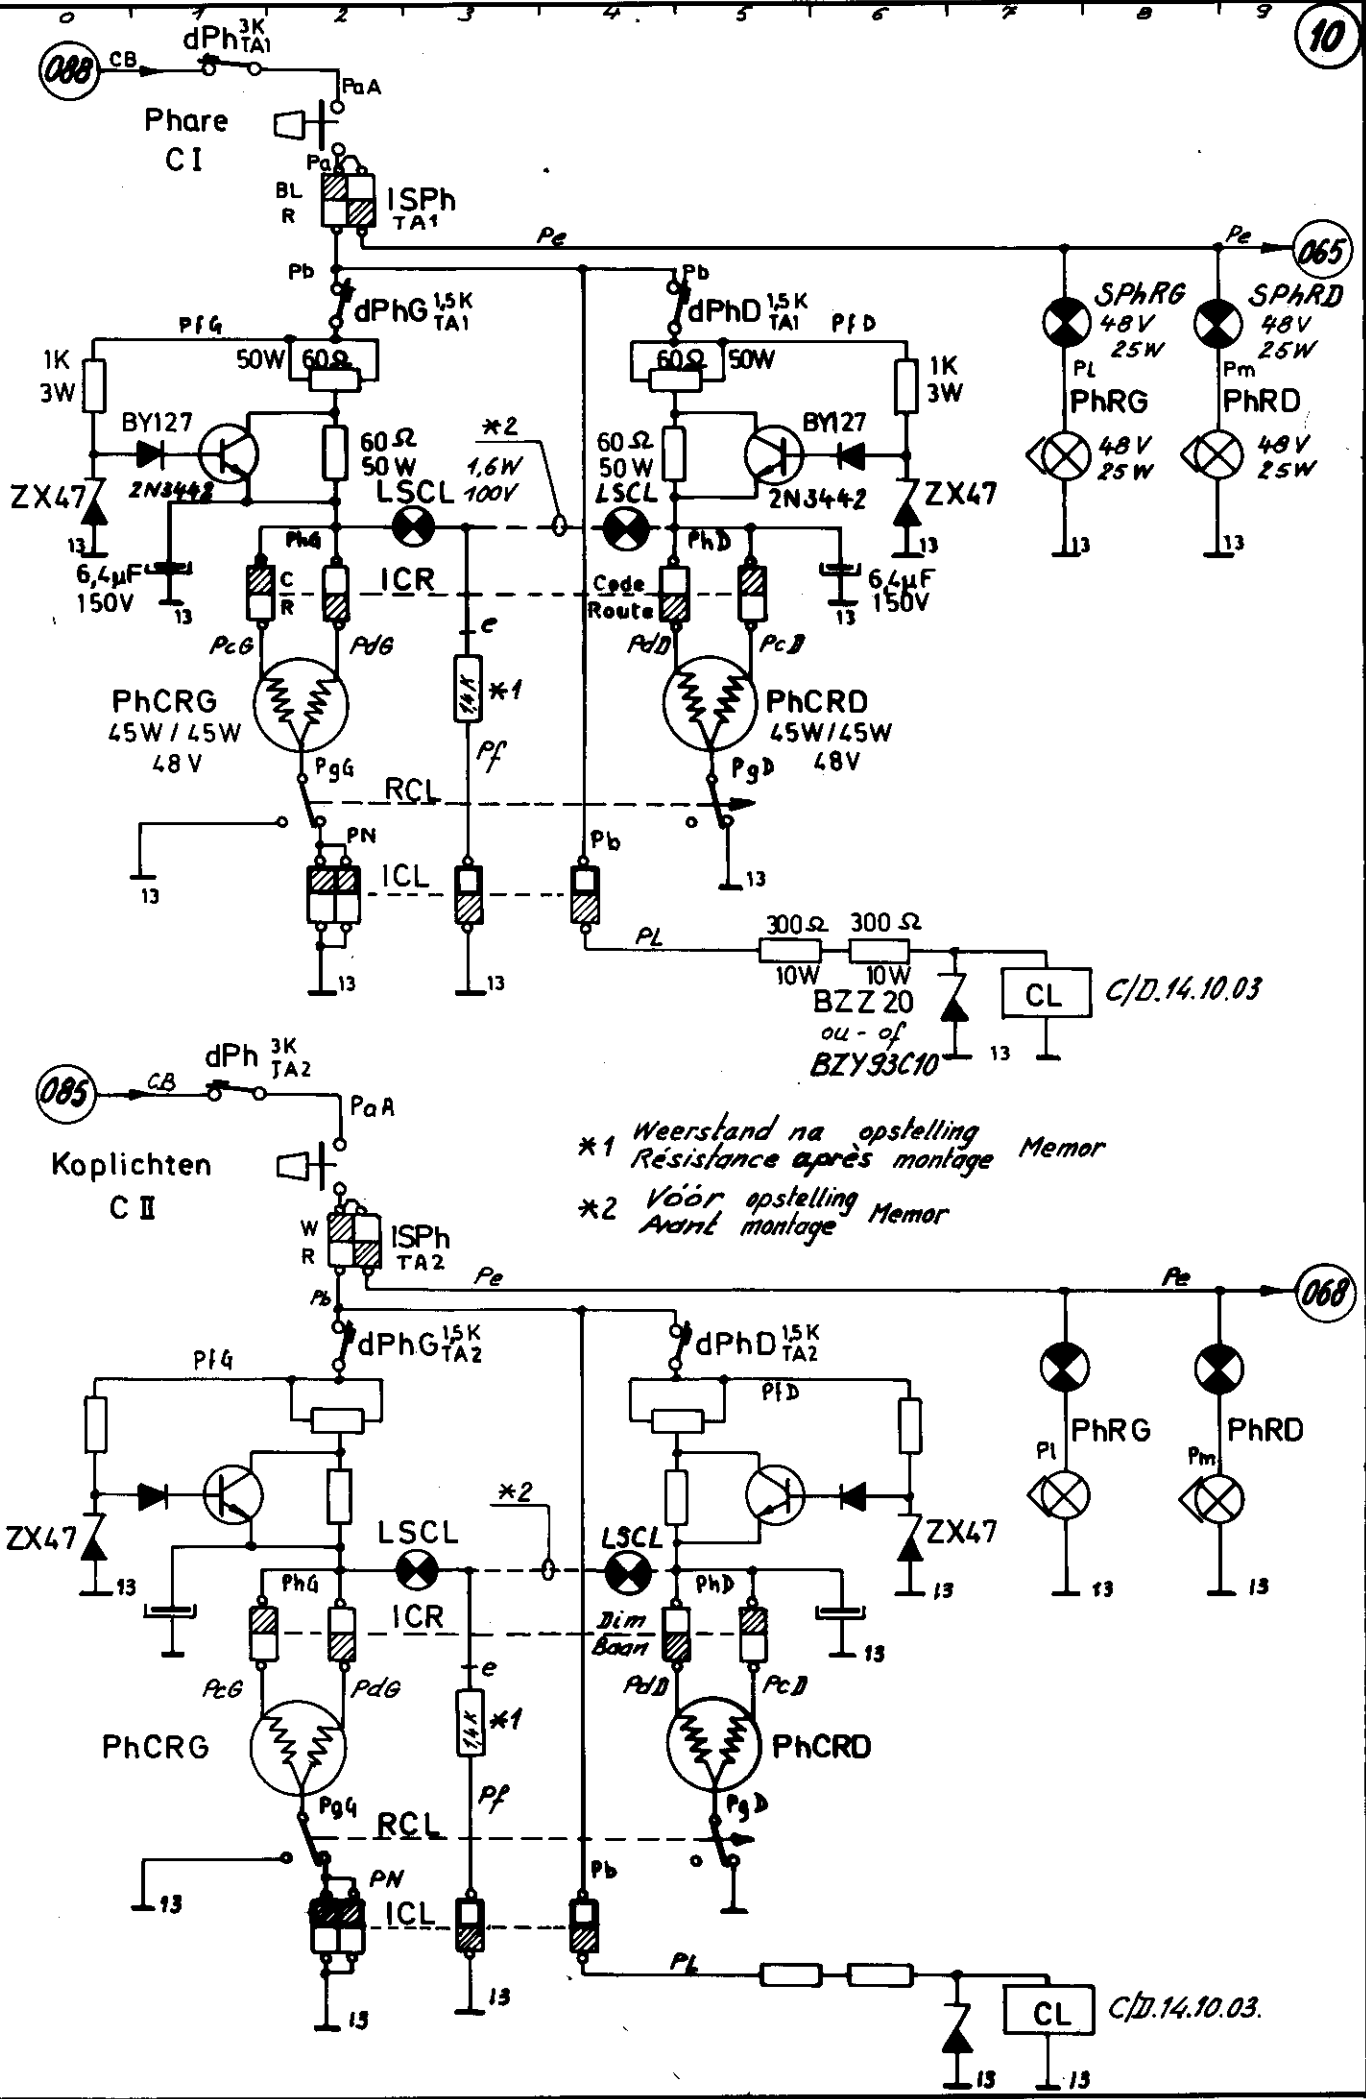 0 1 2 3 4 5 6 7 8 9
10
088
CB
dPh 3K TA1
PaA
Phare
C I
Pa
BL
R
ISPh
TA1
Pe
Pe
065
Pb
Pb
dPhG 1,5K TA1
dPhD 1,5K TA1
SPhRG
48V
25W
SPhRD
48V
25W
PfG
PfD
1K
3W
50W
60Ω
60Ω
50W
1K
3W
Pl
Pm
PhRG
48V
25W
PhRD
48V
25W
BY127
60Ω
50W
*2
1,6W
100V
60Ω
50W
BY127
2N3442
LSCL
LSCL
2N3442
ZX47
ZX47
13
PhG
PhD
13
13
13
6,4µF
150V
13
C
R
ICR
Code
Route
6,4µF
150V
13
PcG
PdG
e
PdD
PcD
PhCRG
45W/45W
48V
1,4K
*1
PhCRD
45W/45W
48V
PgG
Pf
PgD
RCL
PN
Pb
13
ICL
13
PL
300Ω
10W
300Ω
10W
13
13
BZZ20
ou - of
BZY93C10
13
CL
C/D.14.10.03
085
CB
dPh 3K TA2
PaA
Koplichten
C II
*1 Weerstand na opstelling
Résistance après montage
Memor
*2 Vóór opstelling
Avant montage
Memor
W
R
ISPh
TA2
Pe
Pe
068
Pb
dPhG 1,5K TA2
dPhD 1,5K TA2
PfG
PfD
PhRG
PhRD
Pl
Pm
*2
ZX47
LSCL
LSCL
ZX47
13
PhG
PhD
13
13
13
ICR
Dim
Baan
13
PcG
PdG
e
PdD
PcD
PhCRG
1,4K
*1
PhCRD
PgG
Pf
PgD
RCL
PN
Pb
13
ICL
PL
13
13
CL
C/D.14.10.03.
13
13